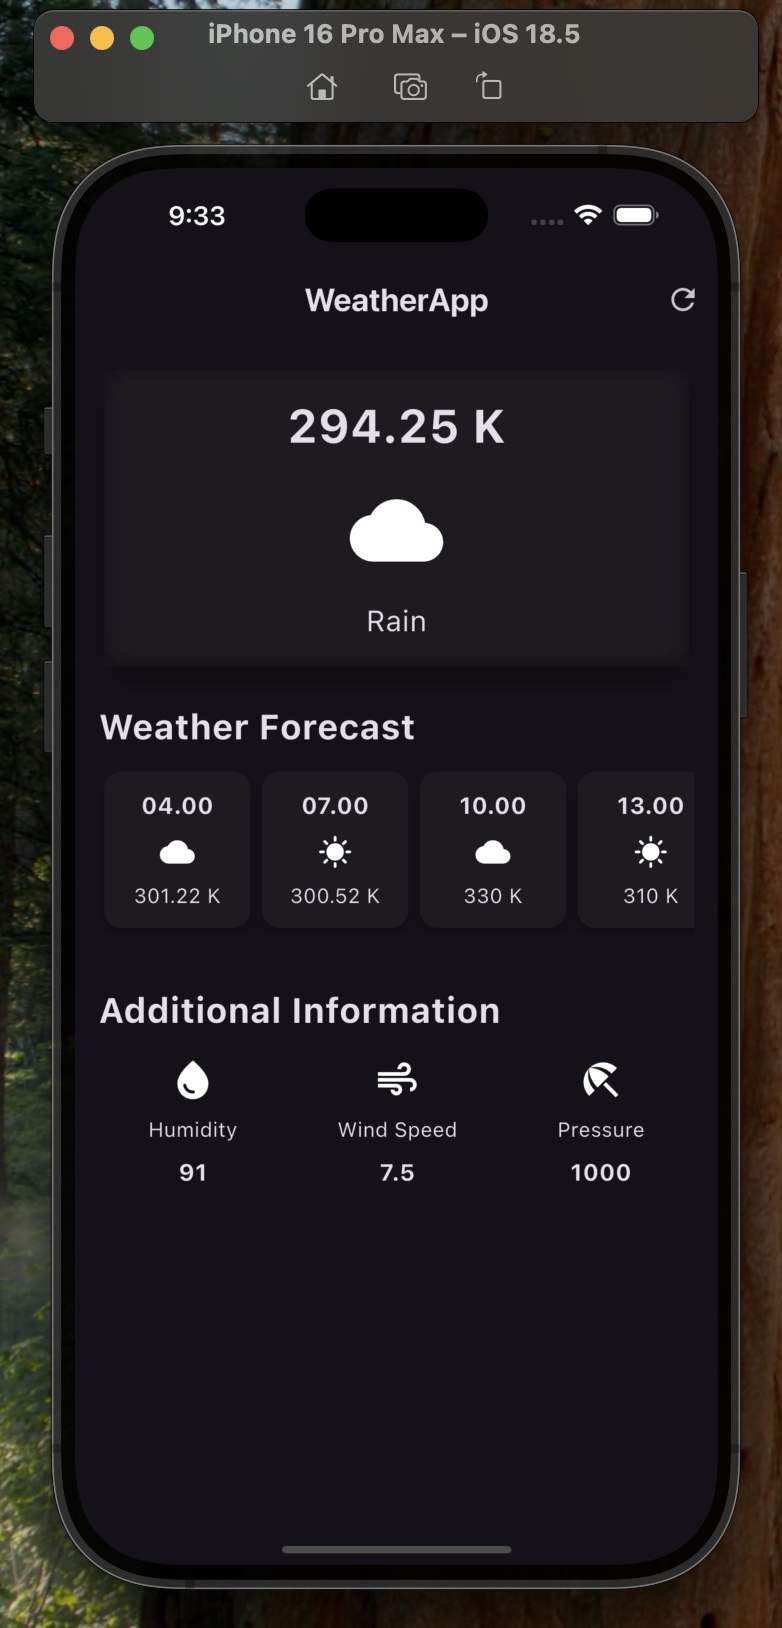 iPhone 16 Pro Max – iOS 18.5
9:33
WeatherApp
294.25 K
Rain
Weather Forecast
04.00 07.00 10.00 13.00
301.22 K 300.52 K 330 K 310 K
Additional Information
Humidity Wind Speed Pressure
91 7.5 1000